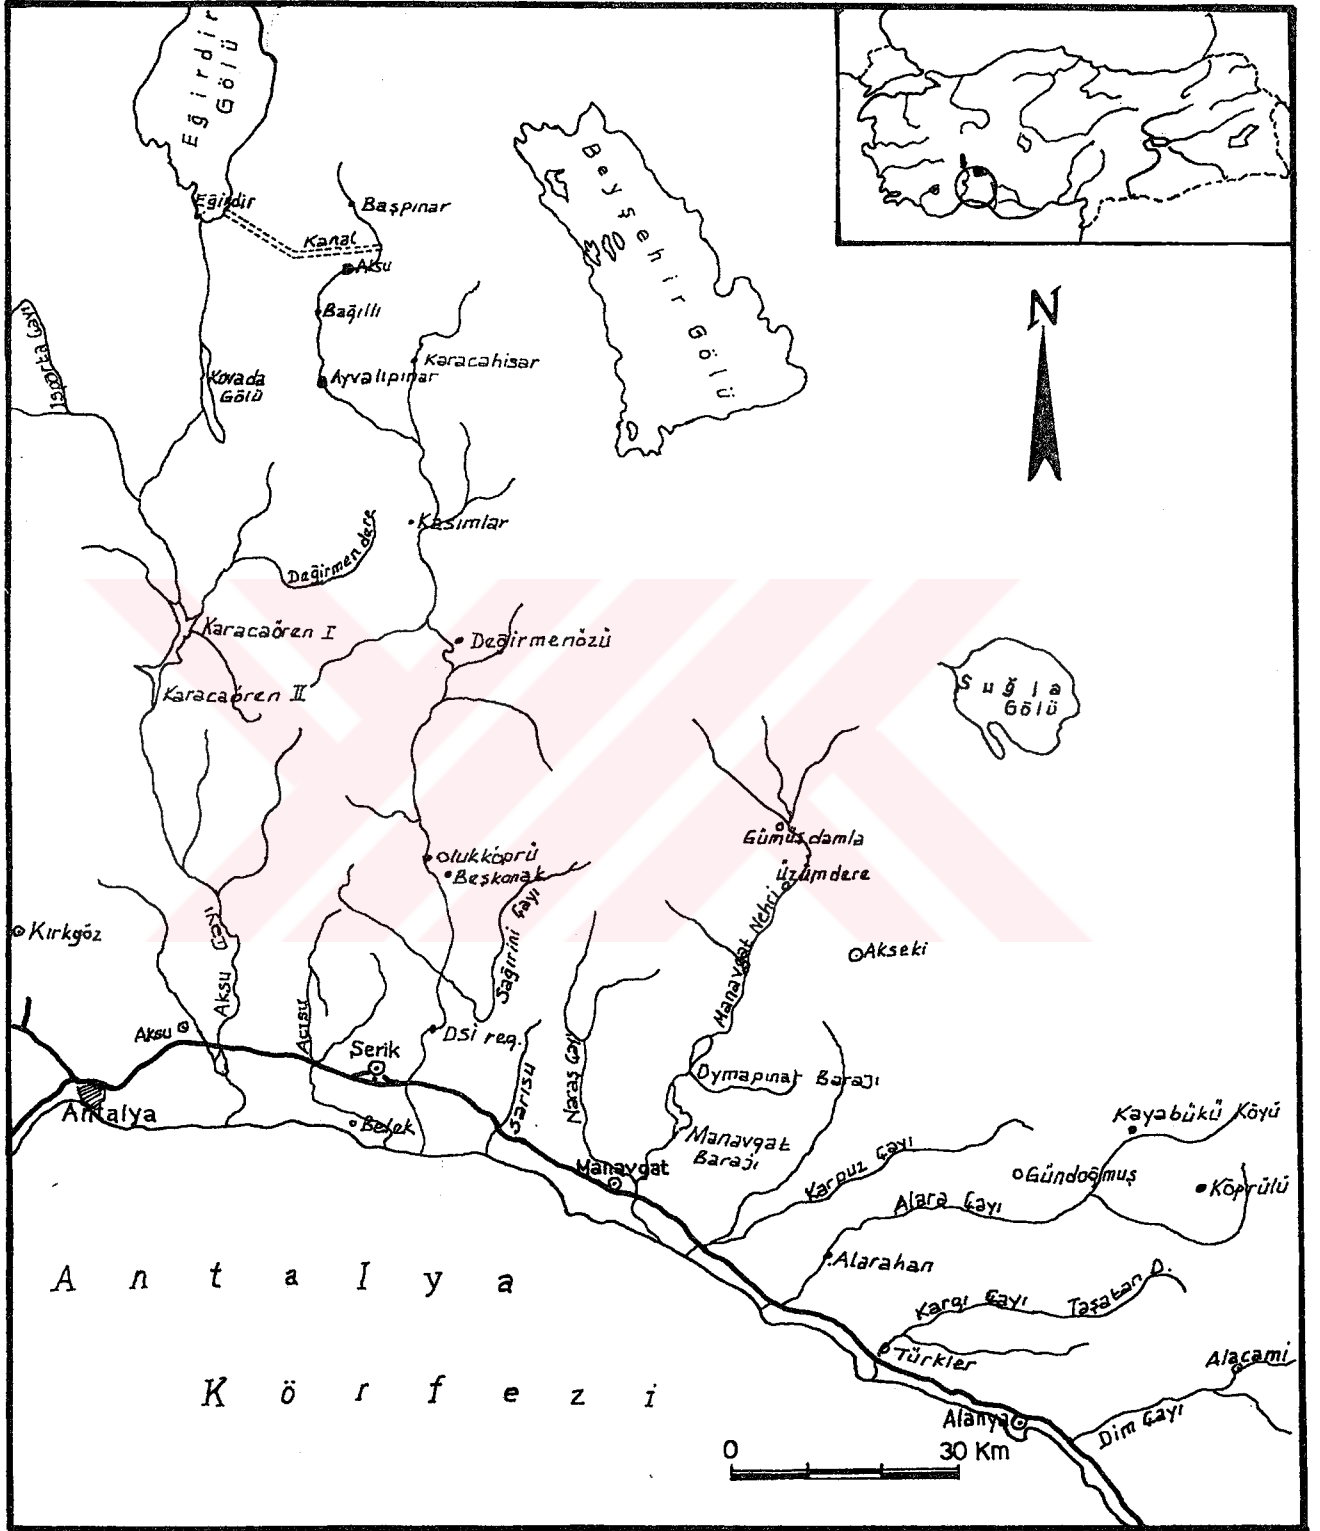 Eğirdir
Gölü
Beyşehir Gölü
Eğirdir
Başpınar
Kanal
Aksu
Bağıllı
N
Isparta Çayı
Karacahisar
Kovada
Gölü
Ayvalıpınar
Kasımlar
Değirmendere
Karacaören I
Değirmenözü
Karacaören II
Suğla
Gölü
Gümüşdamla
Olukköprü
Beşkonak
Üzümdere
Sağırini Çayı
Manavgat Nehri
Kırkgöz
Akseki
Aksu Çayı
Acısu
Aksu
DSİ reg.
Serik
Sarısu
Naraş Çayı
Oymapınar Barajı
Antalya
Belek
Manavgat
Barajı
Kayabükü Köyü
Manavgat
Karpuz Çayı
Gündoğmuş
Köprülü
Alara Çayı
Alarahan
Antalya
Kargı Çayı
Taşatan D.
Türkler
Alacami
Körfezi
Alanya
Dim Çayı
0
30 Km